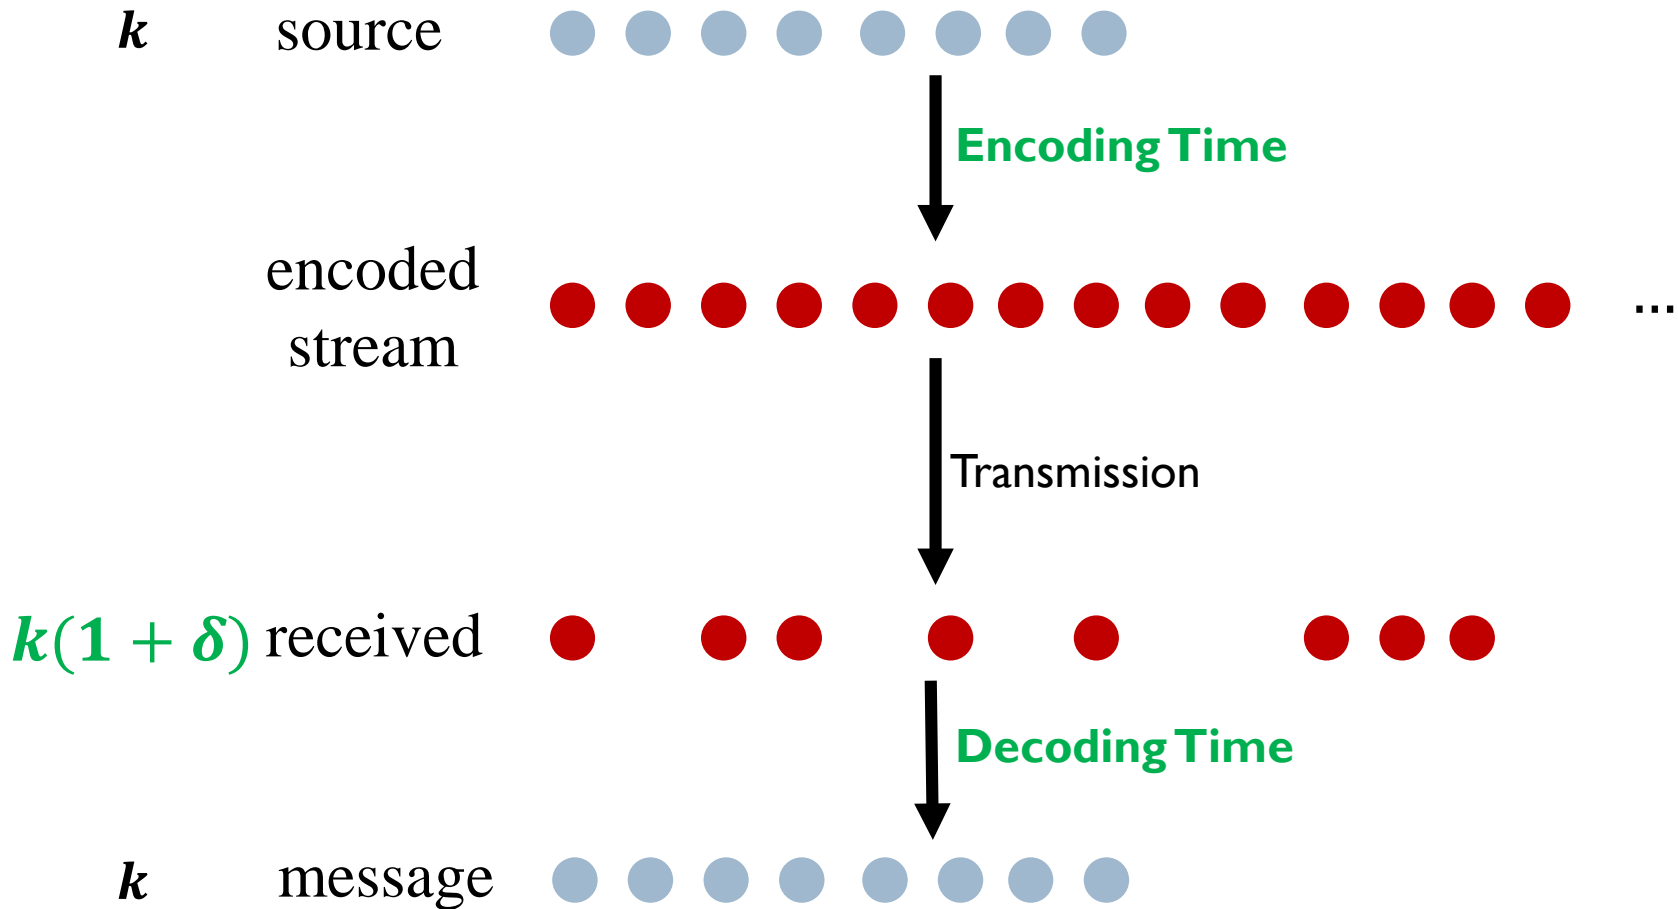 k source
Encoding Time
encoded
stream
...
Transmission
k(1 + δ) received
Decoding Time
k message